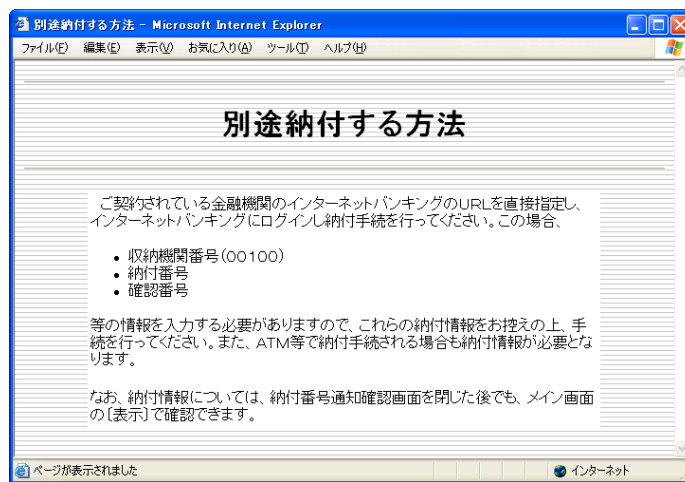 別途納付する方法 - Microsoft Internet Explorer
ファイル(F) 編集(E) 表示(V) お気に入り(A) ツール(T) ヘルプ(H)
別途納付する方法
ご契約されている金融機関のインターネットバンキングのURLを直接指定し、
インターネットバンキングにログインし納付手続を行ってください。この場合、
• 収納機関番号(00100)
• 納付番号
• 確認番号
等の情報を入力する必要がありますので、これらの納付情報をお控えの上、手
続を行ってください。また、ATM等で納付手続される場合も納付情報が必要とな
ります。
なお、納付情報については、納付番号通知確認画面を閉じた後でも、メイン画面
の〔表示〕で確認できます。
ページが表示されました インターネット